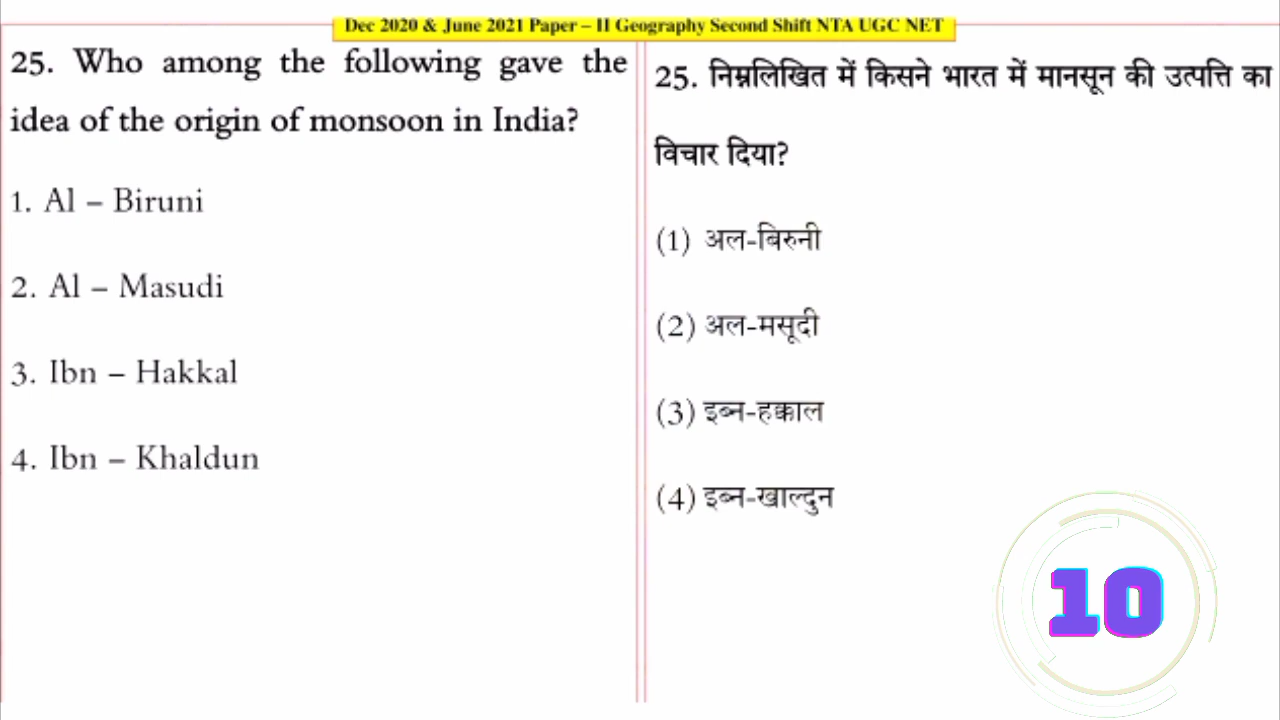 Dec 2020 & June 2021 Paper – II Geography Second Shift NTA UGC NET
25. Who among the following gave the
idea of the origin of monsoon in India?
1. Al – Biruni
2. Al – Masudi
3. Ibn – Hakkal
4. Ibn – Khaldun
25. निम्नलिखित में किसने भारत में मानसून की उत्पत्ति का
विचार दिया?
(1) अल-बिरुनी
(2) अल-मसूदी
(3) इब्न-हक्काल
(4) इब्न-खाल्दुन
10